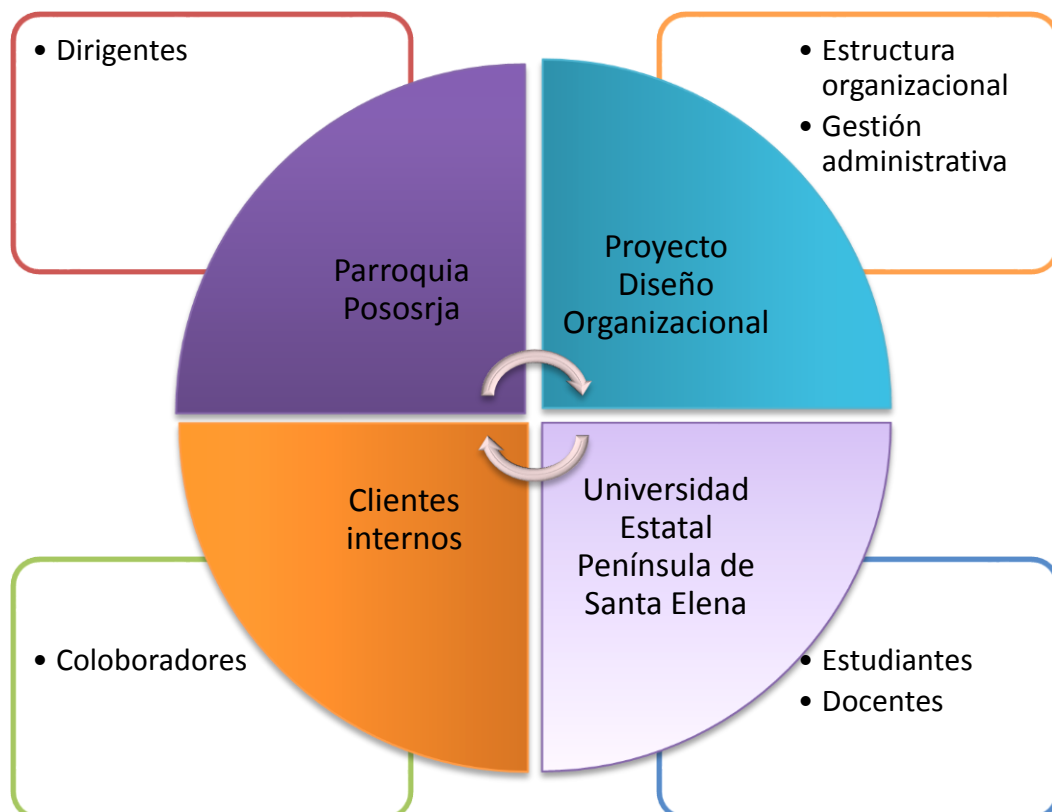 • Dirigentes
Parroquia
Pososrja
• Estructura
organizacional
• Gestión
administrativa
Proyecto
Diseño
Organizacional
Clientes
internos
• Coloboradores
Universidad
Estatal
Península de
Santa Elena
• Estudiantes
• Docentes